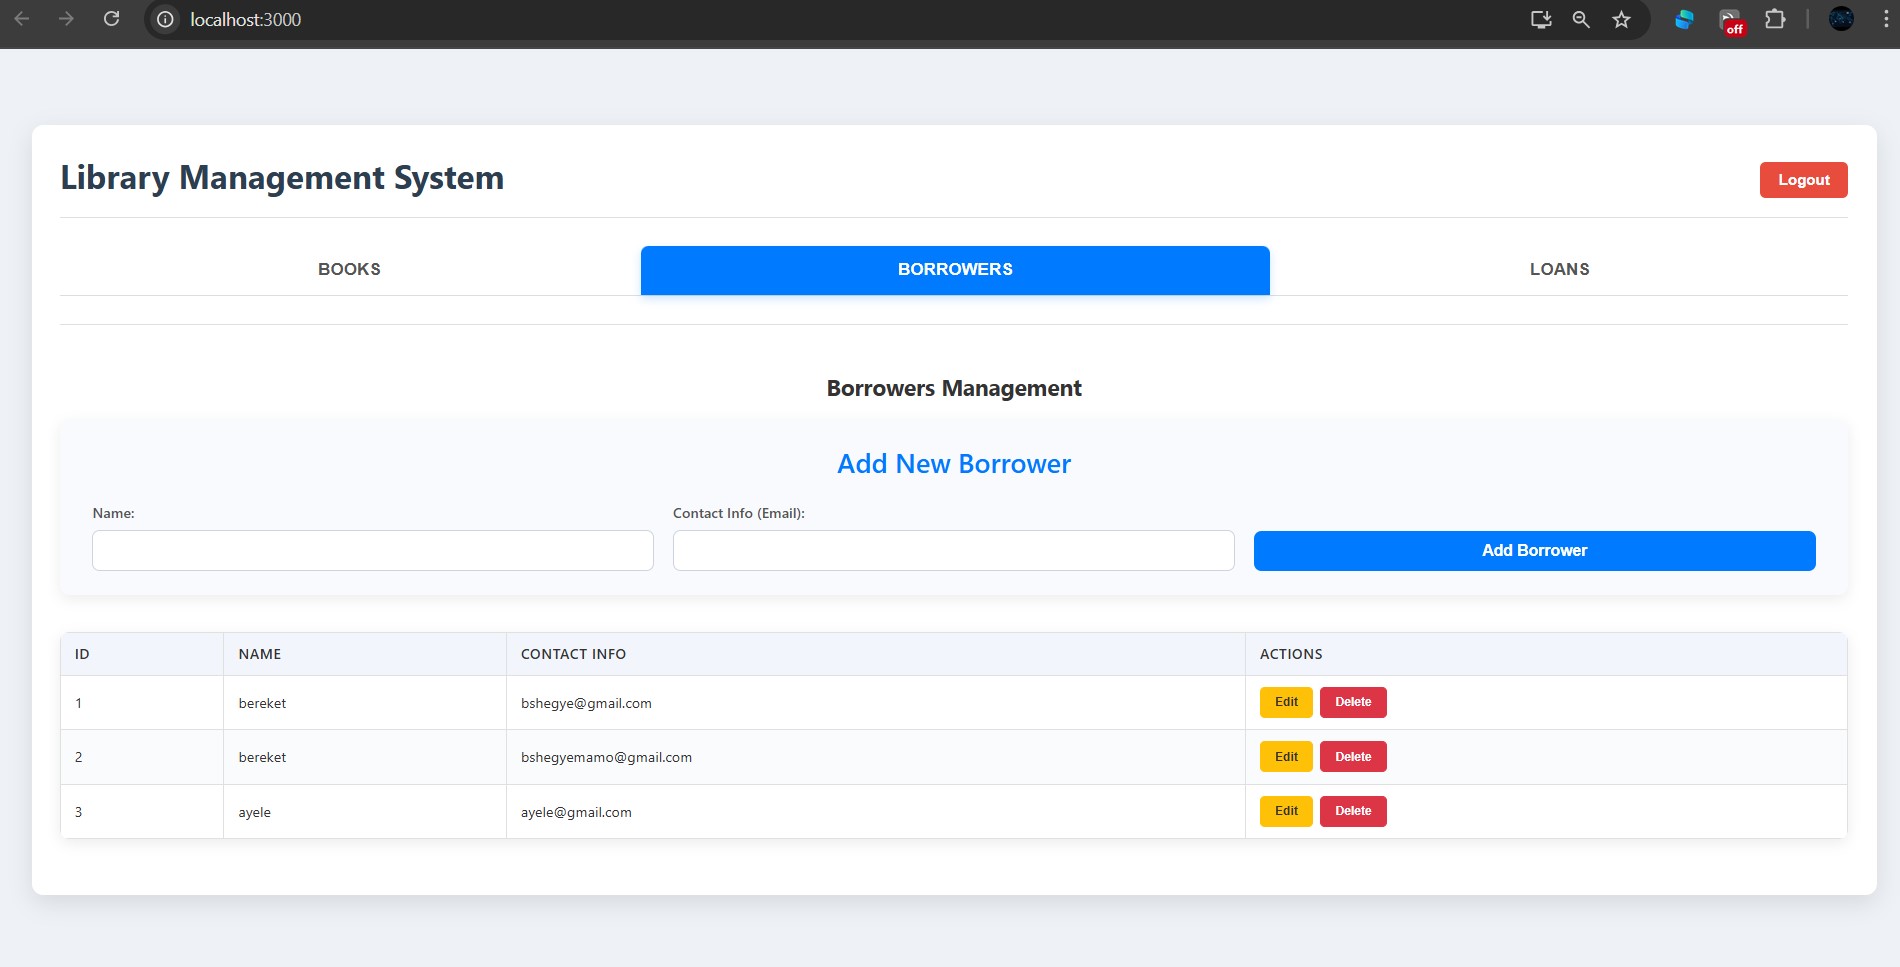 localhost:3000
off
Library Management System
Logout
BOOKS BORROWERS LOANS
Borrowers Management
Add New Borrower
Name: Contact Info (Email):
Add Borrower
ID NAME CONTACT INFO ACTIONS
1 bereket bshegye@gmail.com Edit Delete
2 bereket bshegyemamo@gmail.com Edit Delete
3 ayele ayele@gmail.com Edit Delete